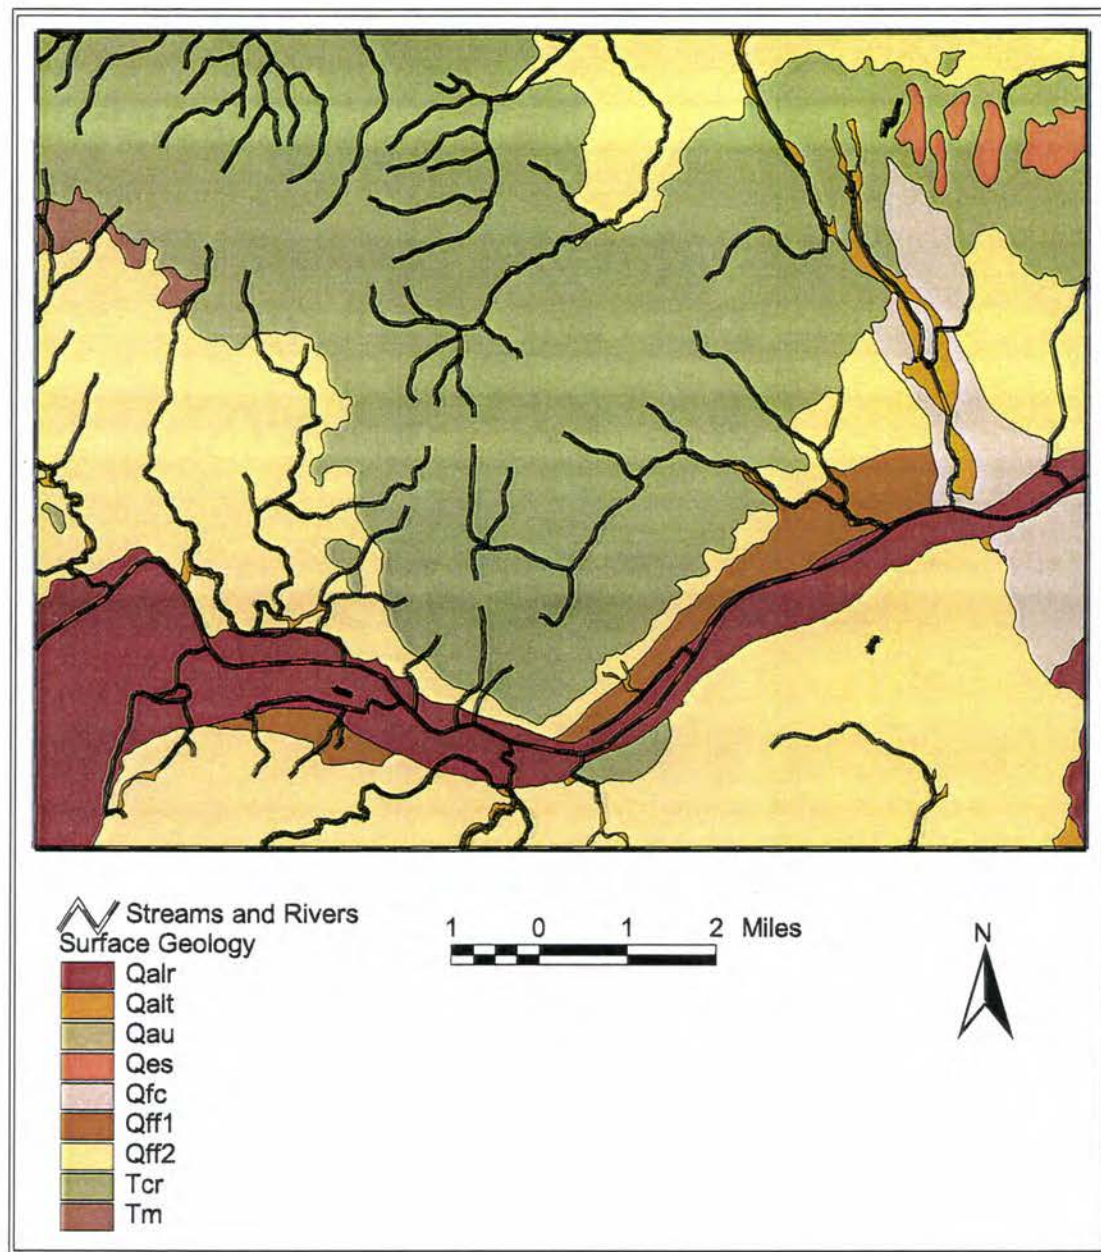 Streams and Rivers
Surface Geology
Qalr
Qalt
Qau
Qes
Qfc
Qff1
Qff2
Tcr
Tm
1 0 1 2 Miles
N